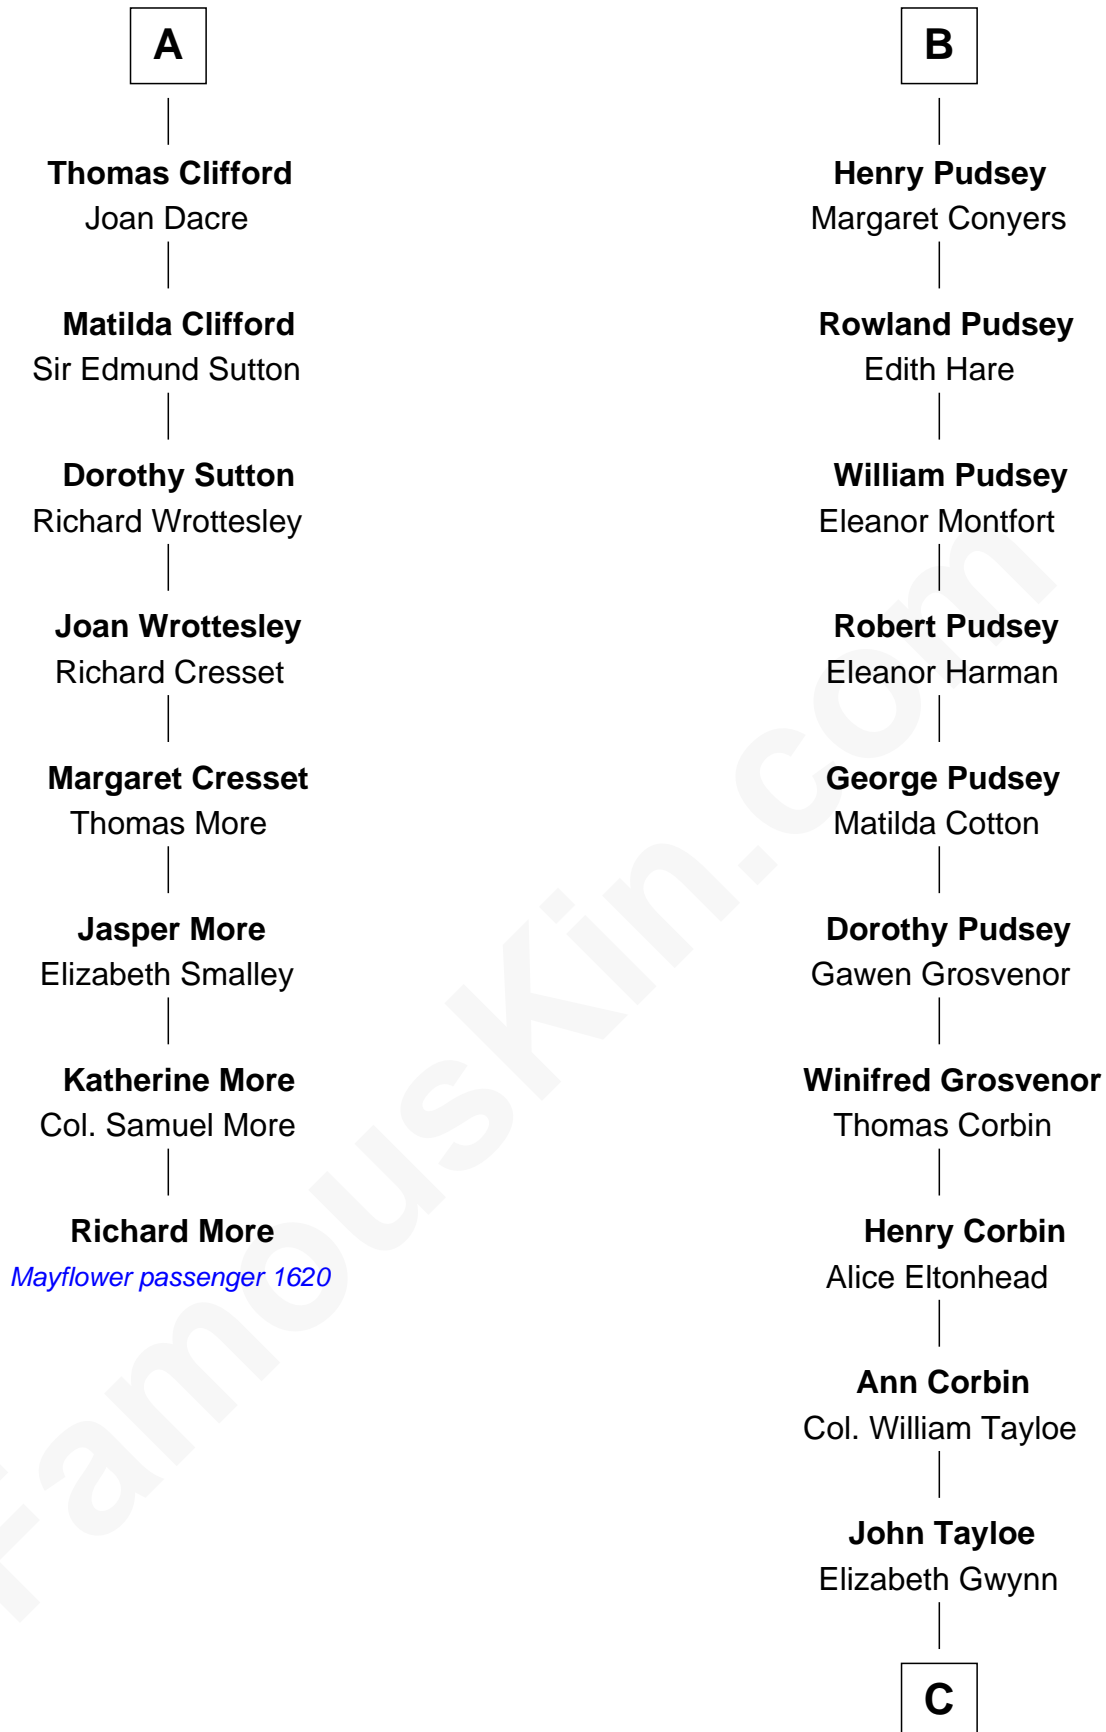 A
Thomas Clifford
Joan Dacre
Matilda Clifford
Sir Edmund Sutton
Dorothy Sutton
Richard Wrottesley
Joan Wrottesley
Richard Cresset
Margaret Cresset
Thomas More
Jasper More
Elizabeth Smalley
Katherine More
Col. Samuel More
Richard More
Mayflower passenger 1620
B
Henry Pudsey
Margaret Conyers
Rowland Pudsey
Edith Hare
William Pudsey
Eleanor Montfort
Robert Pudsey
Eleanor Harman
George Pudsey
Matilda Cotton
Dorothy Pudsey
Gawen Grosvenor
Winifred Grosvenor
Thomas Corbin
Henry Corbin
Alice Eltonhead
Ann Corbin
Col. William Tayloe
John Tayloe
Elizabeth Gwynn
C
FamousKin.com